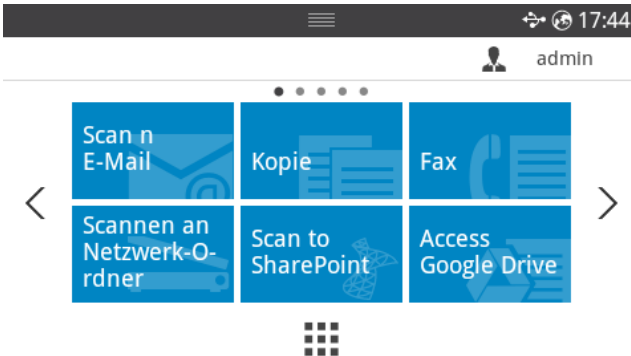 17:44
admin
Scan n
E-Mail
Kopie
Fax
Scannen an
Netzwerk-O-
rdner
Scan to
SharePoint
Access
Google Drive